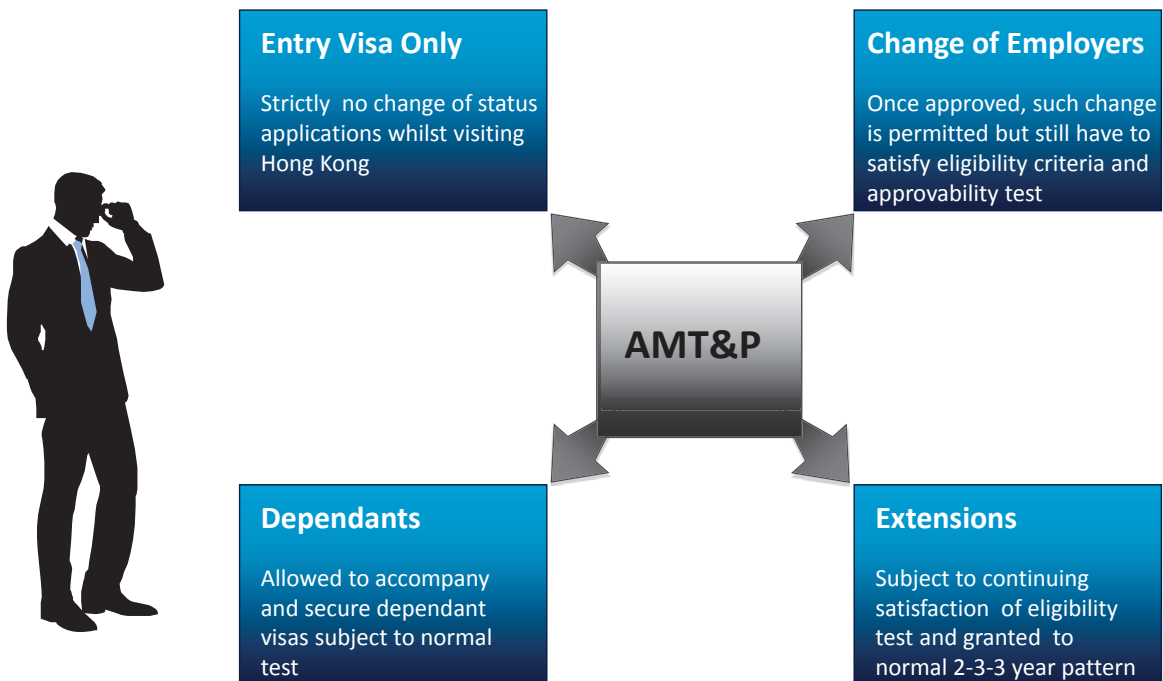 Entry Visa Only
Strictly no change of status
applications whilst visiting
Hong Kong
Change of Employers
Once approved, such change
is permitted but still have to
satisfy eligibility criteria and
approvability test
AMT&P
Dependants
Allowed to accompany
and secure dependant
visas subject to normal
test
Extensions
Subject to continuing
satisfaction of eligibility
test and granted to
normal 2-3-3 year pattern